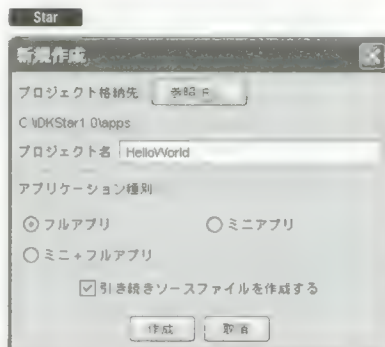 Star
新規作成
プロジェクト格納先
C:\iDKStar1.0\apps
プロジェクト名 HelloWorld
アプリケーション種別
フルアプリ ミニアプリ
ミニ+フルアプリ
引き続きソースファイルを作成する
作成 取消